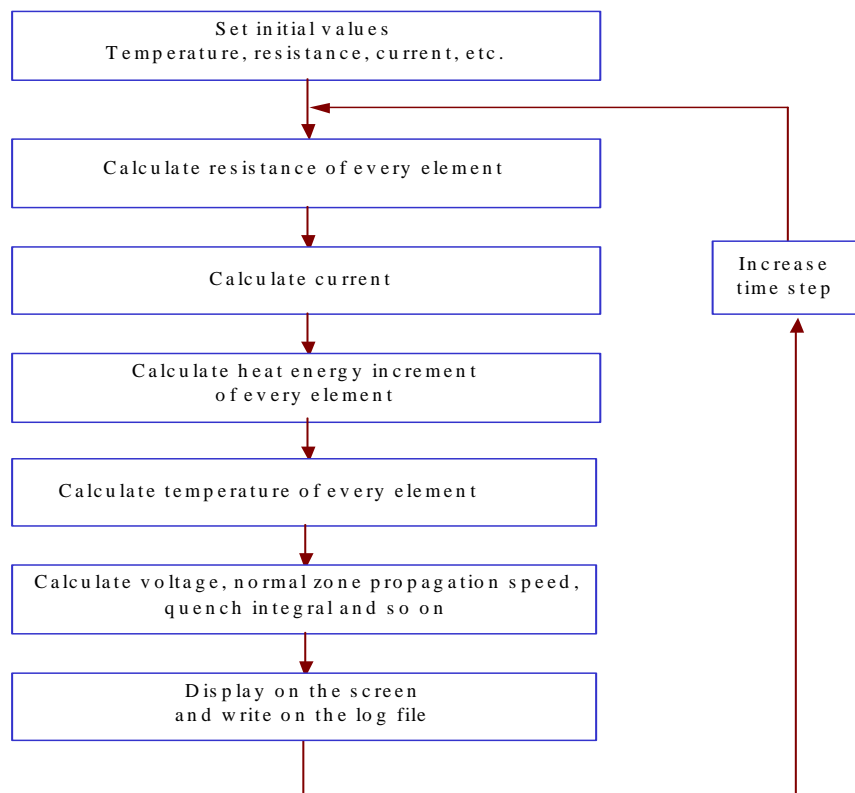 Set initial values
Temperature, resistance, current, etc.
Calculate resistance of every element
Calculate current
Increase
time step
Calculate heat energy increment
of every element
Calculate temperature of every element
Calculate voltage, normal zone propagation speed,
quench integral and so on
Display on the screen
and write on the log file